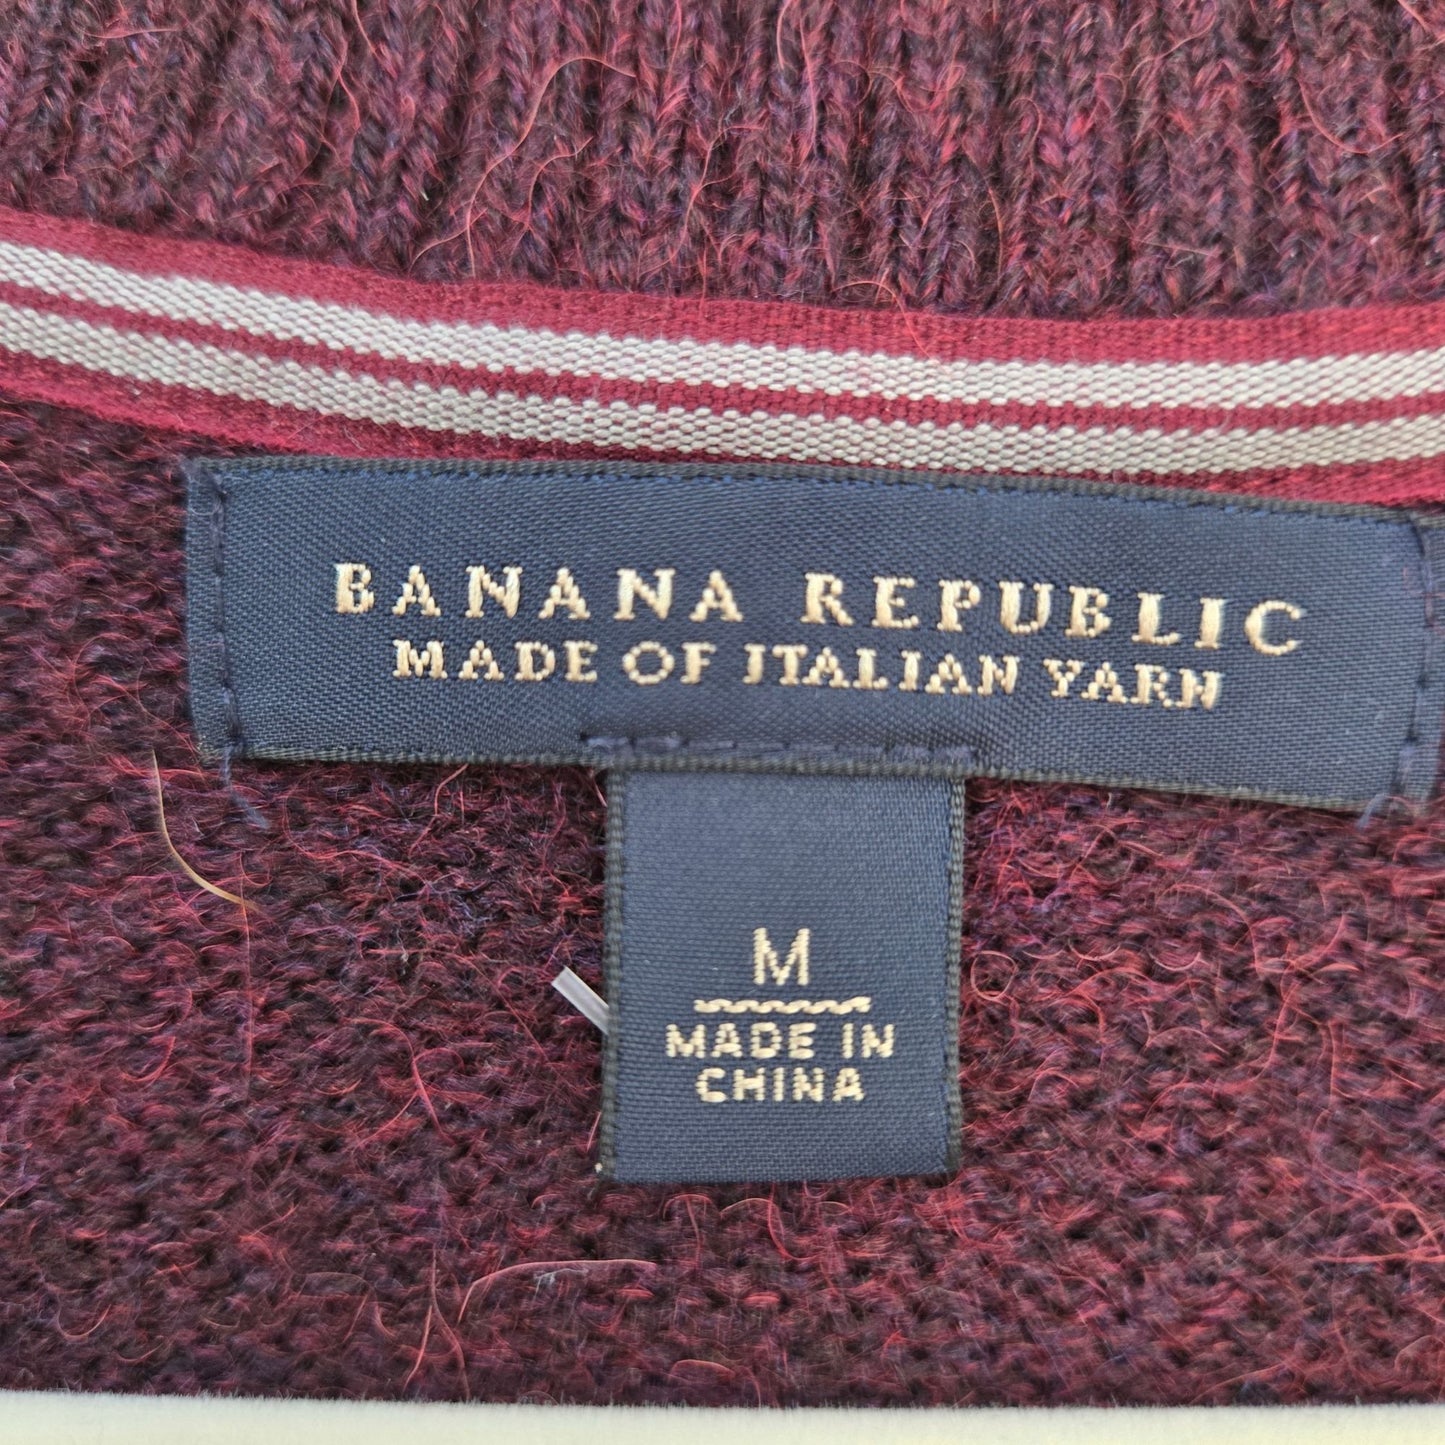 BANANA REPUBLIC
MADE OF ITALIAN YARN
M
MADE IN
CHINA